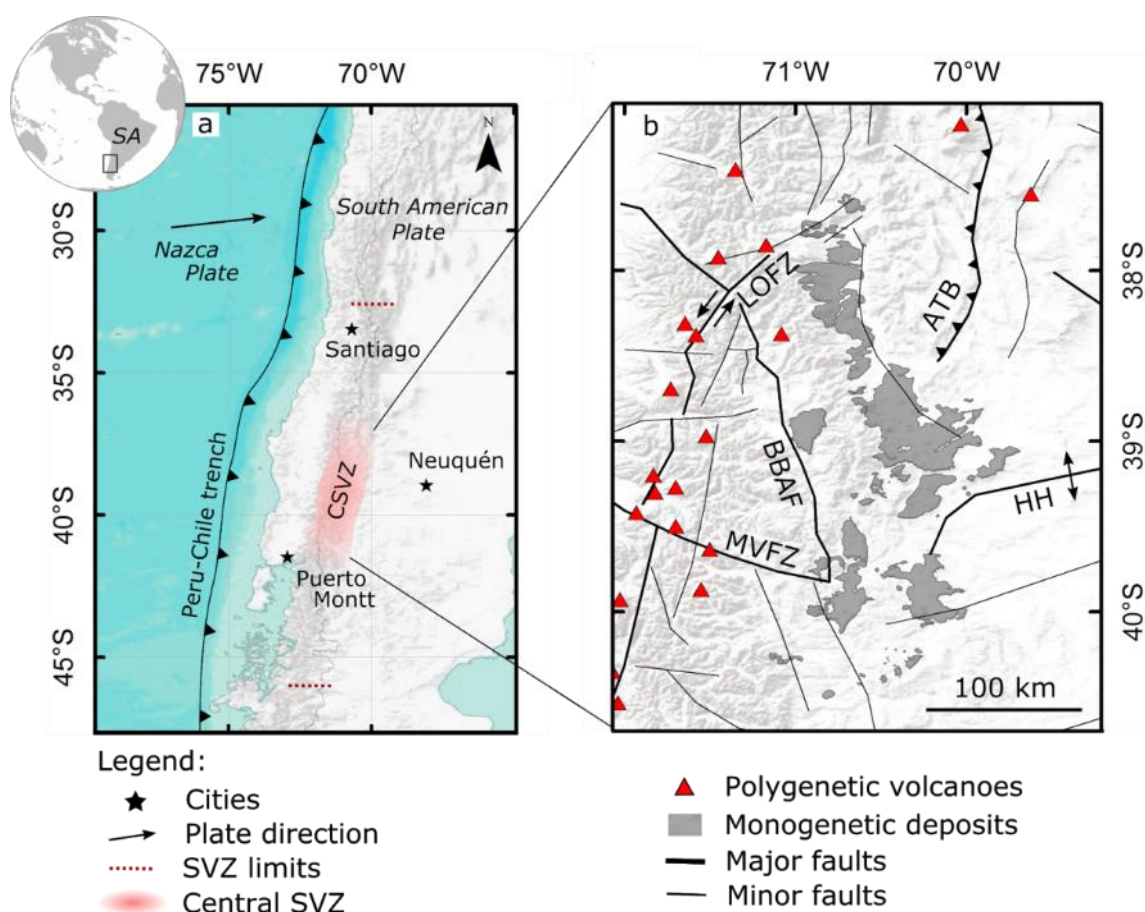 SA
75°W
70°W
a
N
South American
Plate
Nazca
Plate
30°S
35°S
40°S
45°S
Peru-Chile trench
Santiago
CSVZ
Neuquén
Puerto
Montt
71°W
70°W
b
LOFZ
ATB
BBAF
HH
MVFZ
38°S
39°S
40°S
100 km
Legend:
Cities
Plate direction
SVZ limits
Central SVZ
Polygenetic volcanoes
Monogenetic deposits
Major faults
Minor faults